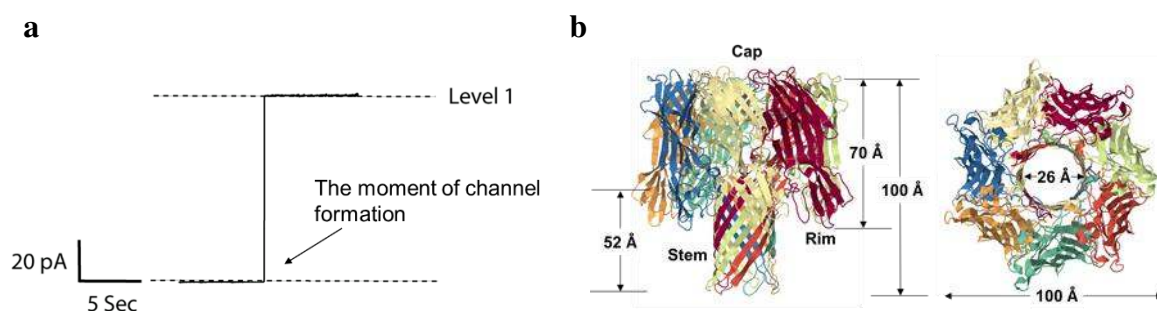 a
Level 1
The moment of channel
formation
20 pA
5 Sec
b
Cap
70 Å
100 Å
52 Å
Stem
Rim
26 Å
100 Å